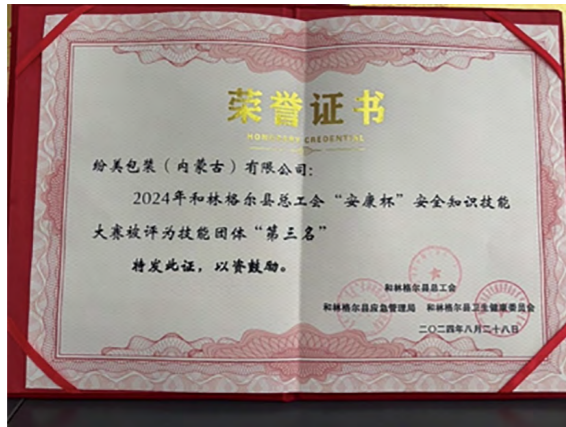 荣誉证书
HONORARY CREDENTIAL
纷美包装（内蒙古）有限公司：
2024年和林格尔县总工会“安康杯”安全知识技能
大赛被评为技能团体“第三名”
特发此证，以资鼓励。
和林格尔县总工会
和林格尔县应急管理局 和林格尔县卫生健康委员会
二〇二四年八月二十八日